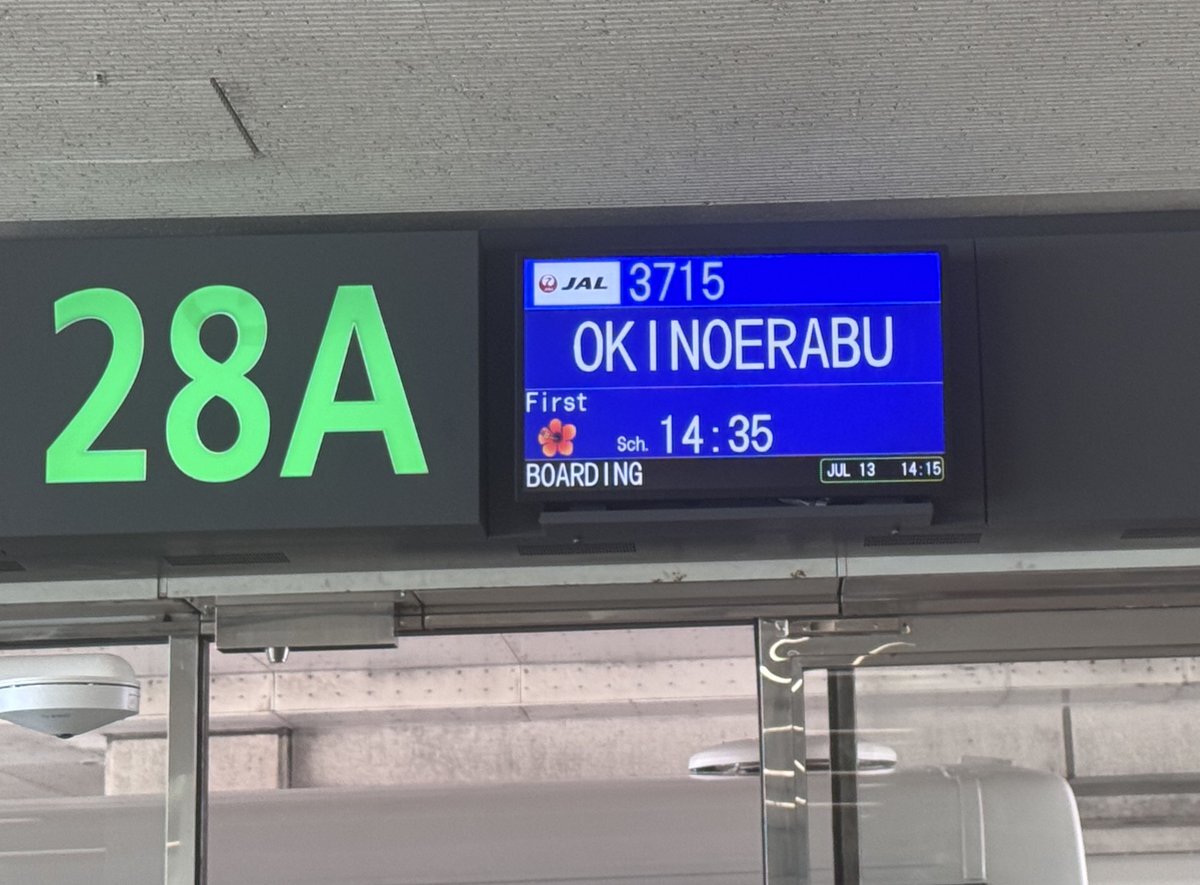 28A
JAL 3715
OKINOERABU
First
Sch. 14:35
BOARDING JUL 13 14:15